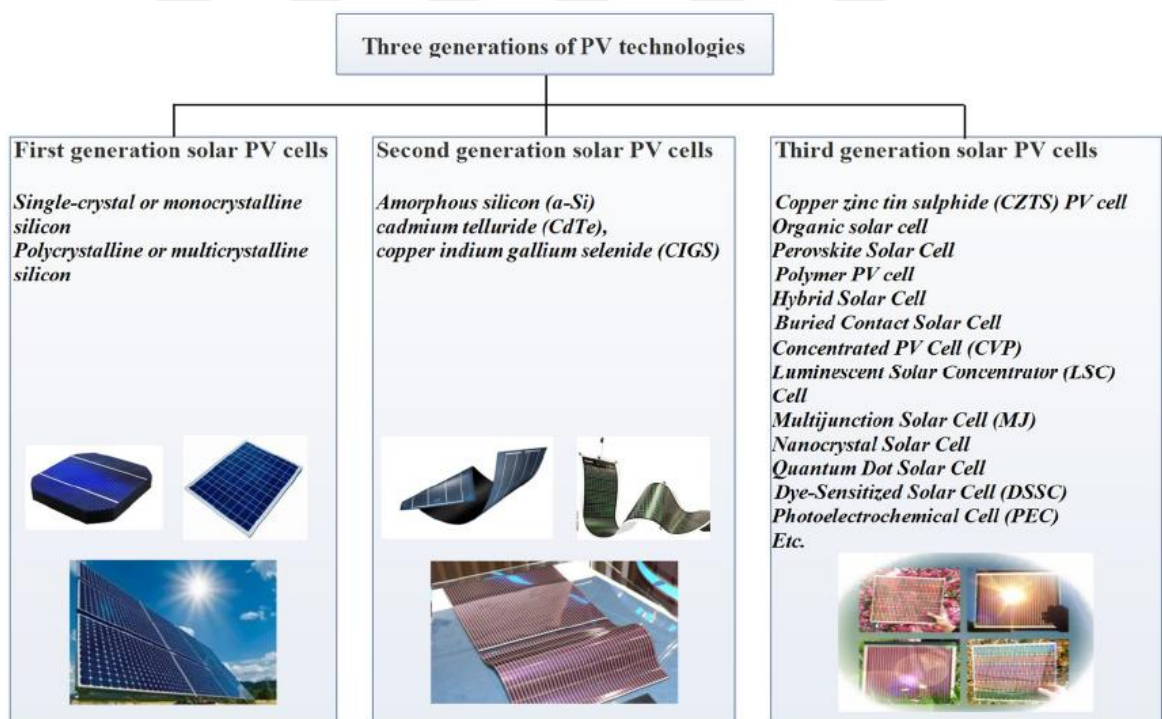 Three generations of PV technologies
First generation solar PV cells
Single-crystal or monocrystalline
silicon
Polycrystalline or multicrystalline
silicon
Second generation solar PV cells
Amorphous silicon (a-Si)
cadmium telluride (CdTe),
copper indium gallium selenide (CIGS)
Third generation solar PV cells
Copper zinc tin sulphide (CZTS) PV cell
Organic solar cell
Perovskite Solar Cell
Polymer PV cell
Hybrid Solar Cell
Buried Contact Solar Cell
Concentrated PV Cell (CVP)
Luminescent Solar Concentrator (LSC)
Cell
Multijunction Solar Cell (MJ)
Nanocrystal Solar Cell
Quantum Dot Solar Cell
Dye-Sensitized Solar Cell (DSSC)
Photoelectrochemical Cell (PEC)
Etc.